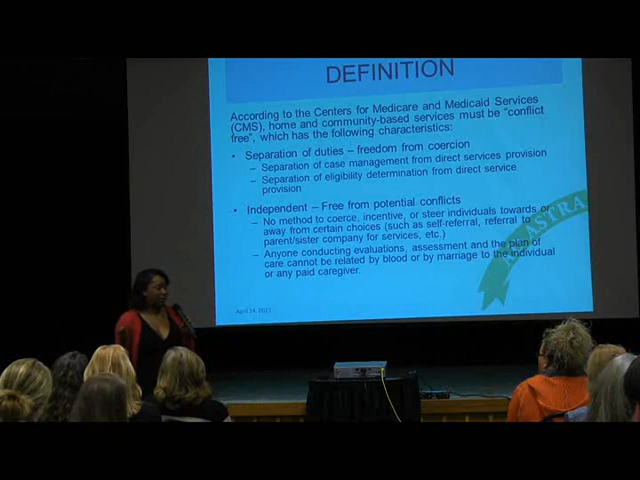 DEFINITION
According to the Centers for Medicare and Medicaid Services
(CMS), home and community-based services must be "conflict
free", which has the following characteristics:
• Separation of duties – freedom from coercion
– Separation of case management from direct services provision
– Separation of eligibility determination from direct service
provision
• Independent – Free from potential conflicts
– No method to coerce, incentive, or steer individuals towards or
away from certain choices (such as self-referral, referral to
parent/sister company for services, etc.)
– Anyone conducting evaluations, assessment and the plan of
care cannot be related by blood or by marriage to the individual
or any paid caregiver.
ASTRA